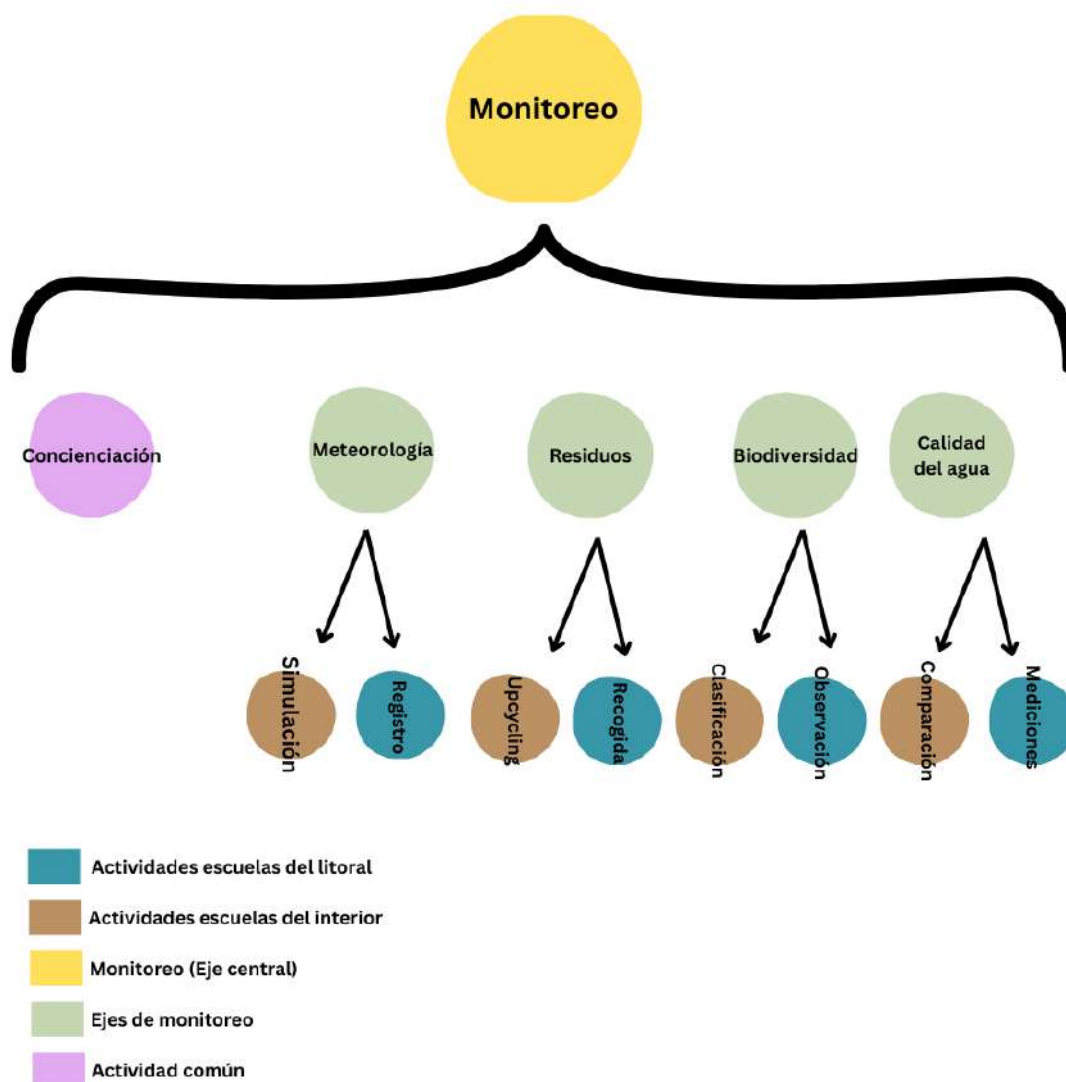 Monitoreo
Concienciación
Meteorología
Residuos
Biodiversidad
Calidad
del agua
Simulación
Registro
Upcycling
Recogida
Clasificación
Observación
Comparación
Mediciones
Actividades escuelas del litoral
Actividades escuelas del interior
Monitoreo (Eje central)
Ejes de monitoreo
Actividad común